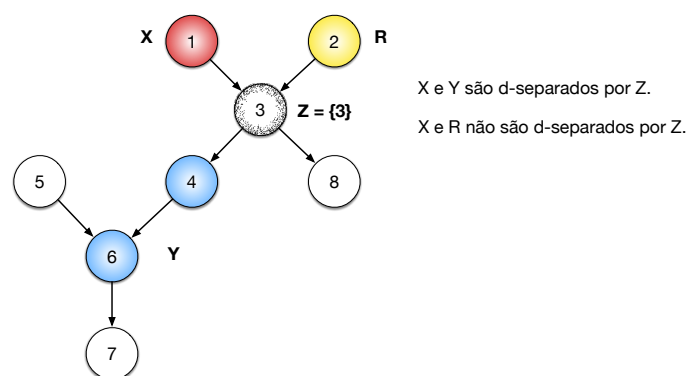 X 1 2 R
X e Y são d-separados por Z.
3 Z = {3}
X e R não são d-separados por Z.
5 4 8
6 Y
7